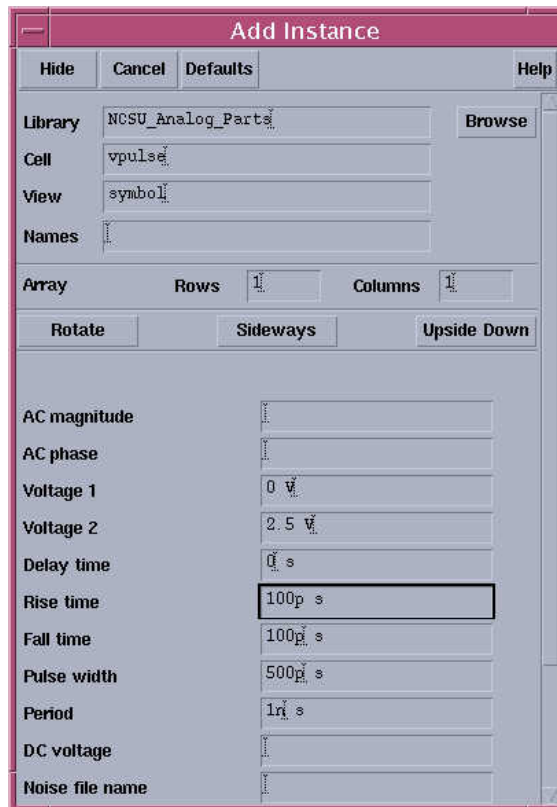 Add Instance
Hide Cancel Defaults Help
Library NCSU_Analog_Parts Browse
Cell vpulse
View symbol
Names
Array Rows 1 Columns 1
Rotate Sideways Upside Down
AC magnitude
AC phase
Voltage 1 0 V
Voltage 2 2.5 V
Delay time 0 s
Rise time 100p s
Fall time 100p s
Pulse width 500p s
Period 1n s
DC voltage
Noise file name